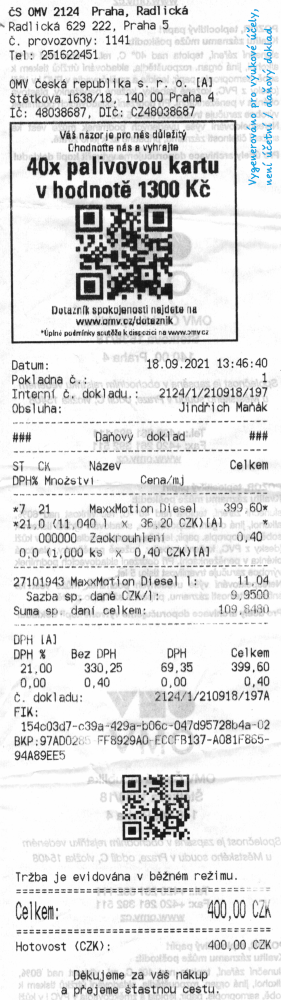 ČS OMV 2124 Praha, Radlická
Radlická 629 222, Praha 5
č. provozovny: 1141
Tel: 251622451
OMV česká republika s. r. o. [A]
Štětkova 1638/18, 140 00 Praha 4
IČ: 48038687, DIČ: CZ48038687
Vygenerováno pro výukové účely,
není účetní / daňový doklad.
Váš názor je pro nás důležitý
Ohodnoťte nás a vyhrajte
40x palivovou kartu
v hodnotě 1300 Kč
Dotazník spokojenosti najdete na
www.omv.cz/dotaznik
*Úplné podmínky soutěže k dispozici na www.omv.cz
Datum: 18.09.2021 13:46:40
Pokladna č.: 1
Interní č. dokladu.: 2124/1/210918/197
Obsluha: Jindřich Maňák
### Daňový doklad ###
ST CK Název Celkem
DPH% Množství Cena/mj
*7 21 MaxxMotion Diesel 399,60*
*21,0 (11,040 l x 36,20 CZK)[A] *
000000 Zaokrouhlení 0,40
0,0 (1,000 ks x 0,40 CZK)[A]
27101943 MaxxMotion Diesel l: 11,04
Sazba sp. daně CZK/l: 9,9500
Suma sp. daní celkem: 109,8480
DPH [A]
DPH % Bez DPH DPH Celkem
21,00 330,25 69,35 399,60
0,00 0,40 0,00 0,40
Č. dokladu: 2124/1/210918/197A
FIK:
154c03d7-c39a-429a-b06c-047d95728b4a-02
BKP:97AD0285 FF8929A0-ECCFB137-A081F865-
94A89EE5
Tržba je evidována v běžném režimu.
Celkem: 400,00 CZK
Hotovost (CZK): 400,00 CZK
Děkujeme za váš nákup
a přejeme šťastnou cestu.